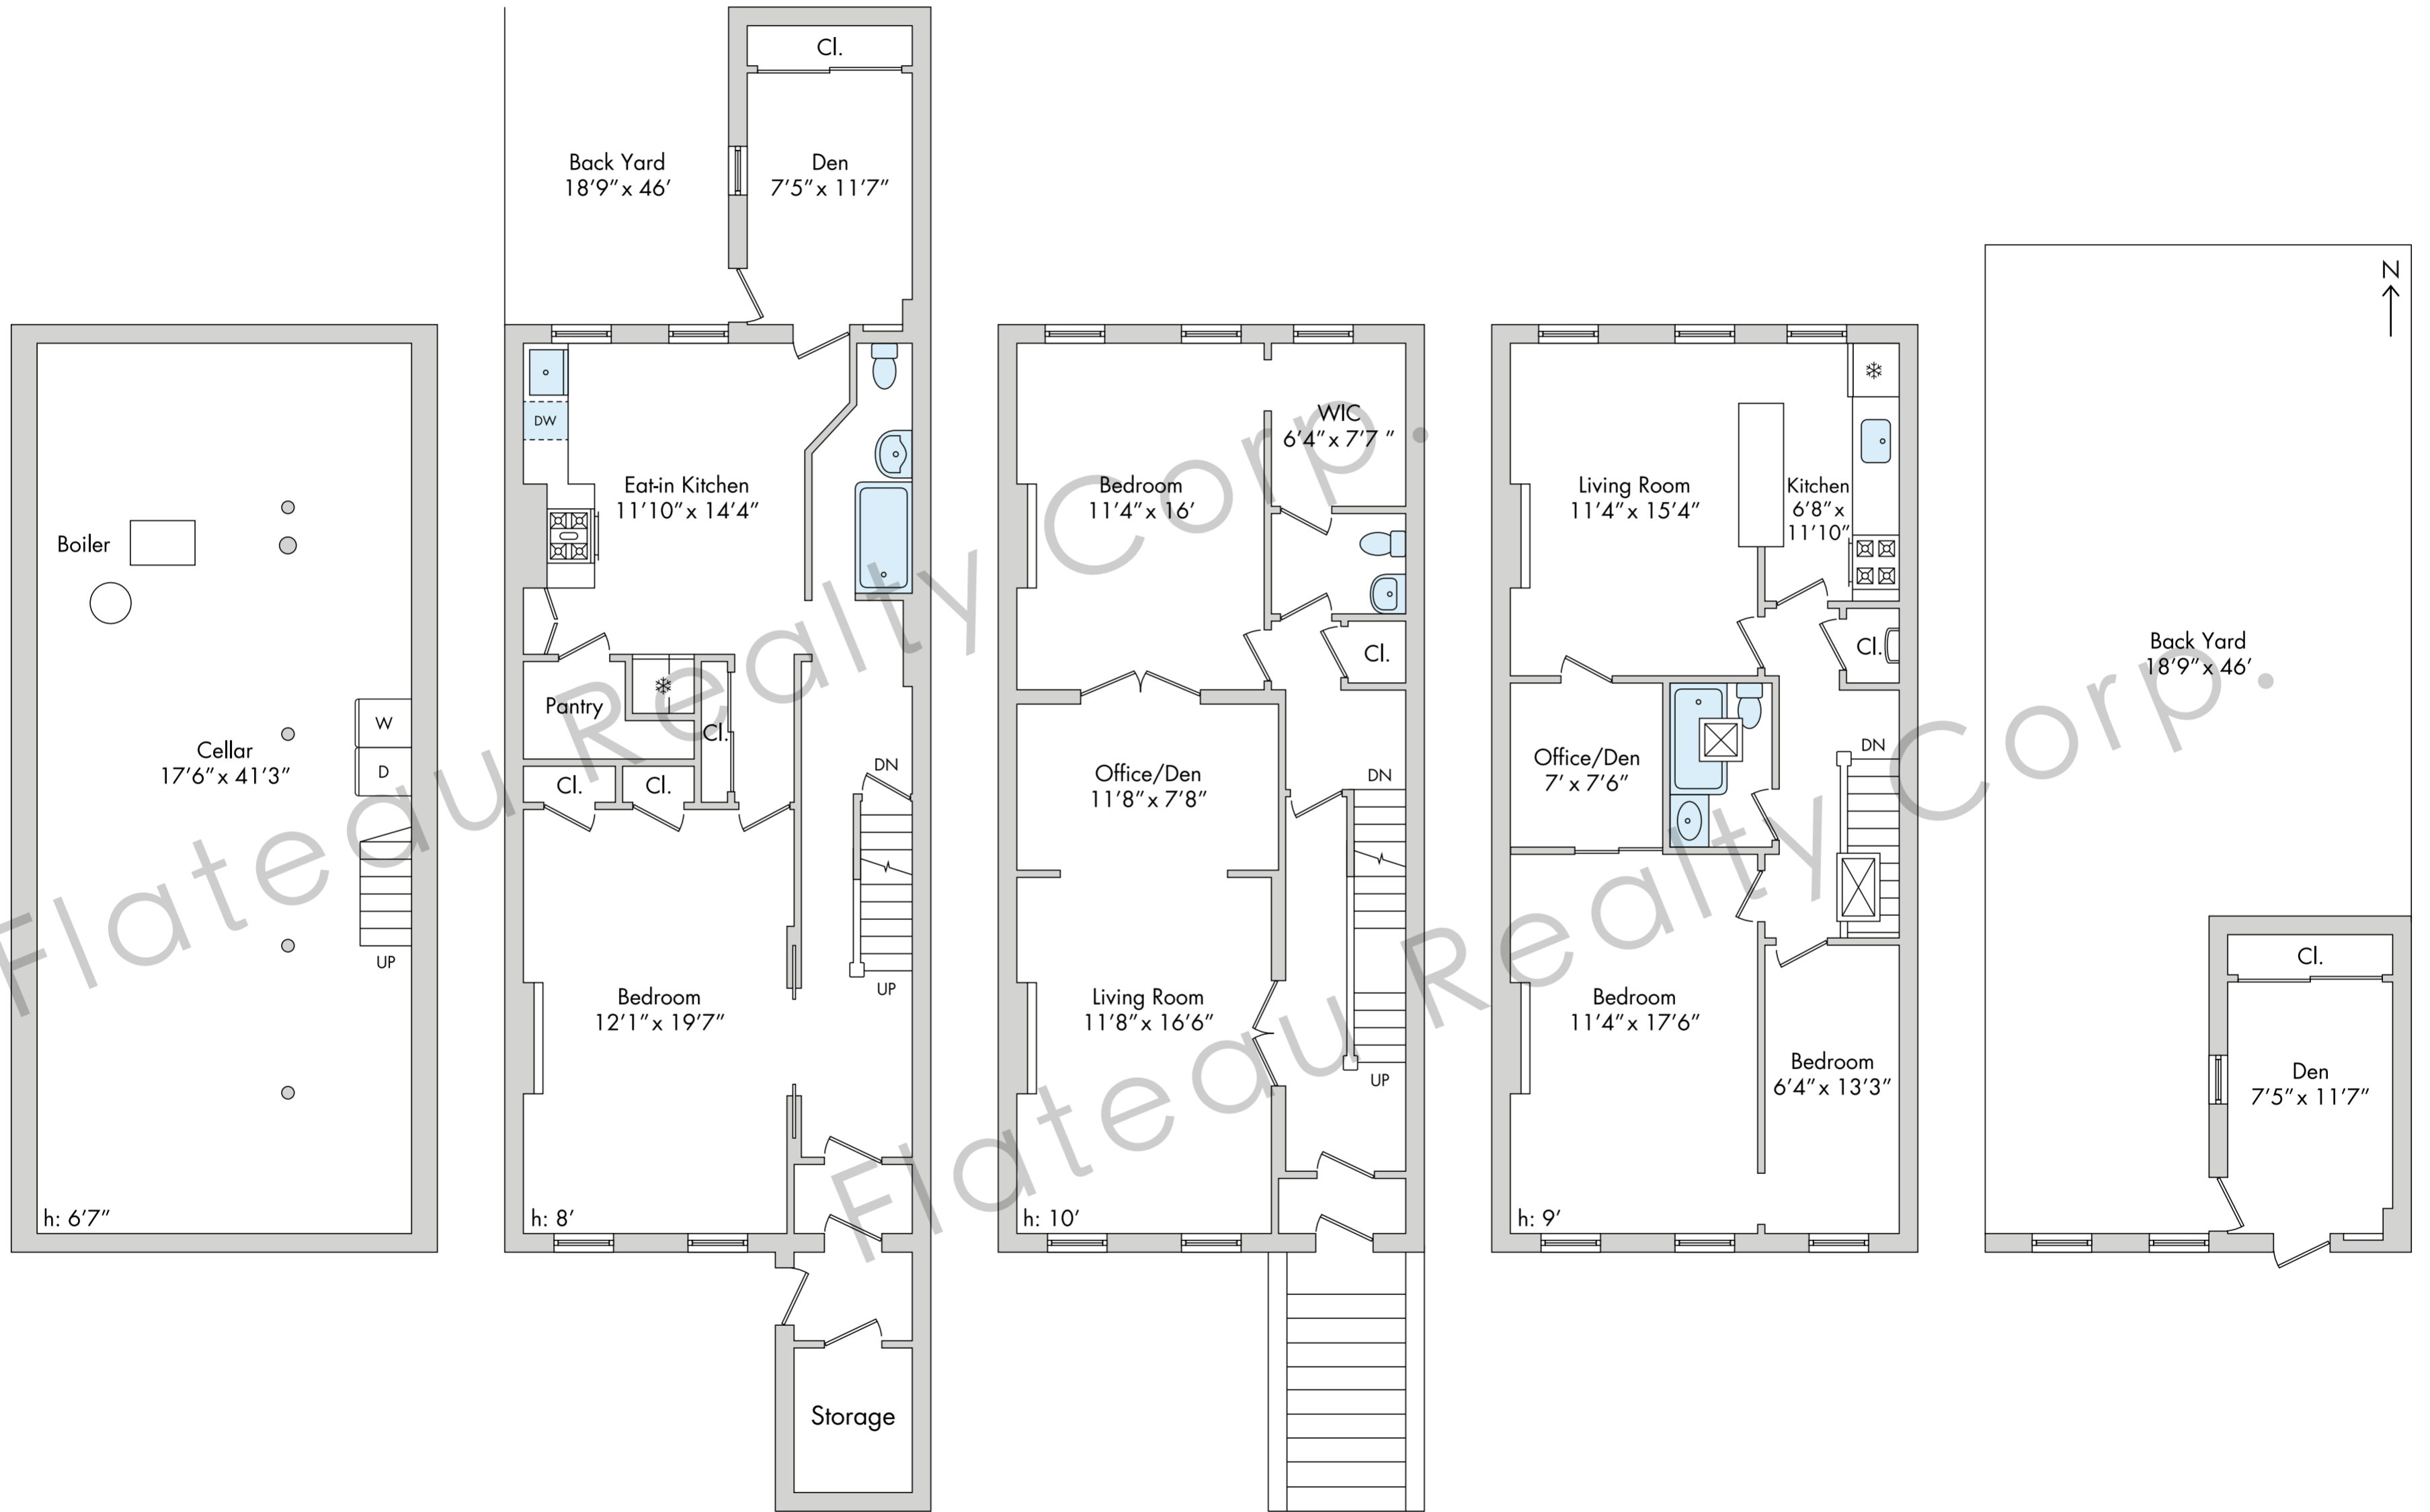 Boiler
Cellar
17'6" x 41'3"
W
D
UP
h: 6'7"
Cl.
Back Yard
18'9" x 46'
Den
7'5" x 11'7"
DW
Eat-in Kitchen
11'10" x 14'4"
Pantry
Cl.
Cl.
Cl.
DN
Bedroom
12'1" x 19'7"
UP
h: 8'
Storage
WIC
6'4" x 7'7 "
Bedroom
11'4" x 16'
Cl.
Office/Den
11'8" x 7'8"
DN
Living Room
11'8" x 16'6"
UP
h: 10'
Living Room
11'4" x 15'4"
Kitchen
6'8" x
11'10"
Cl.
Office/Den
7' x 7'6"
DN
Bedroom
11'4" x 17'6"
Bedroom
6'4" x 13'3"
h: 9'
N
Back Yard
18'9" x 46'
Cl.
Den
7'5" x 11'7"
Flateau Realty Corp.
Flateau Realty Corp.